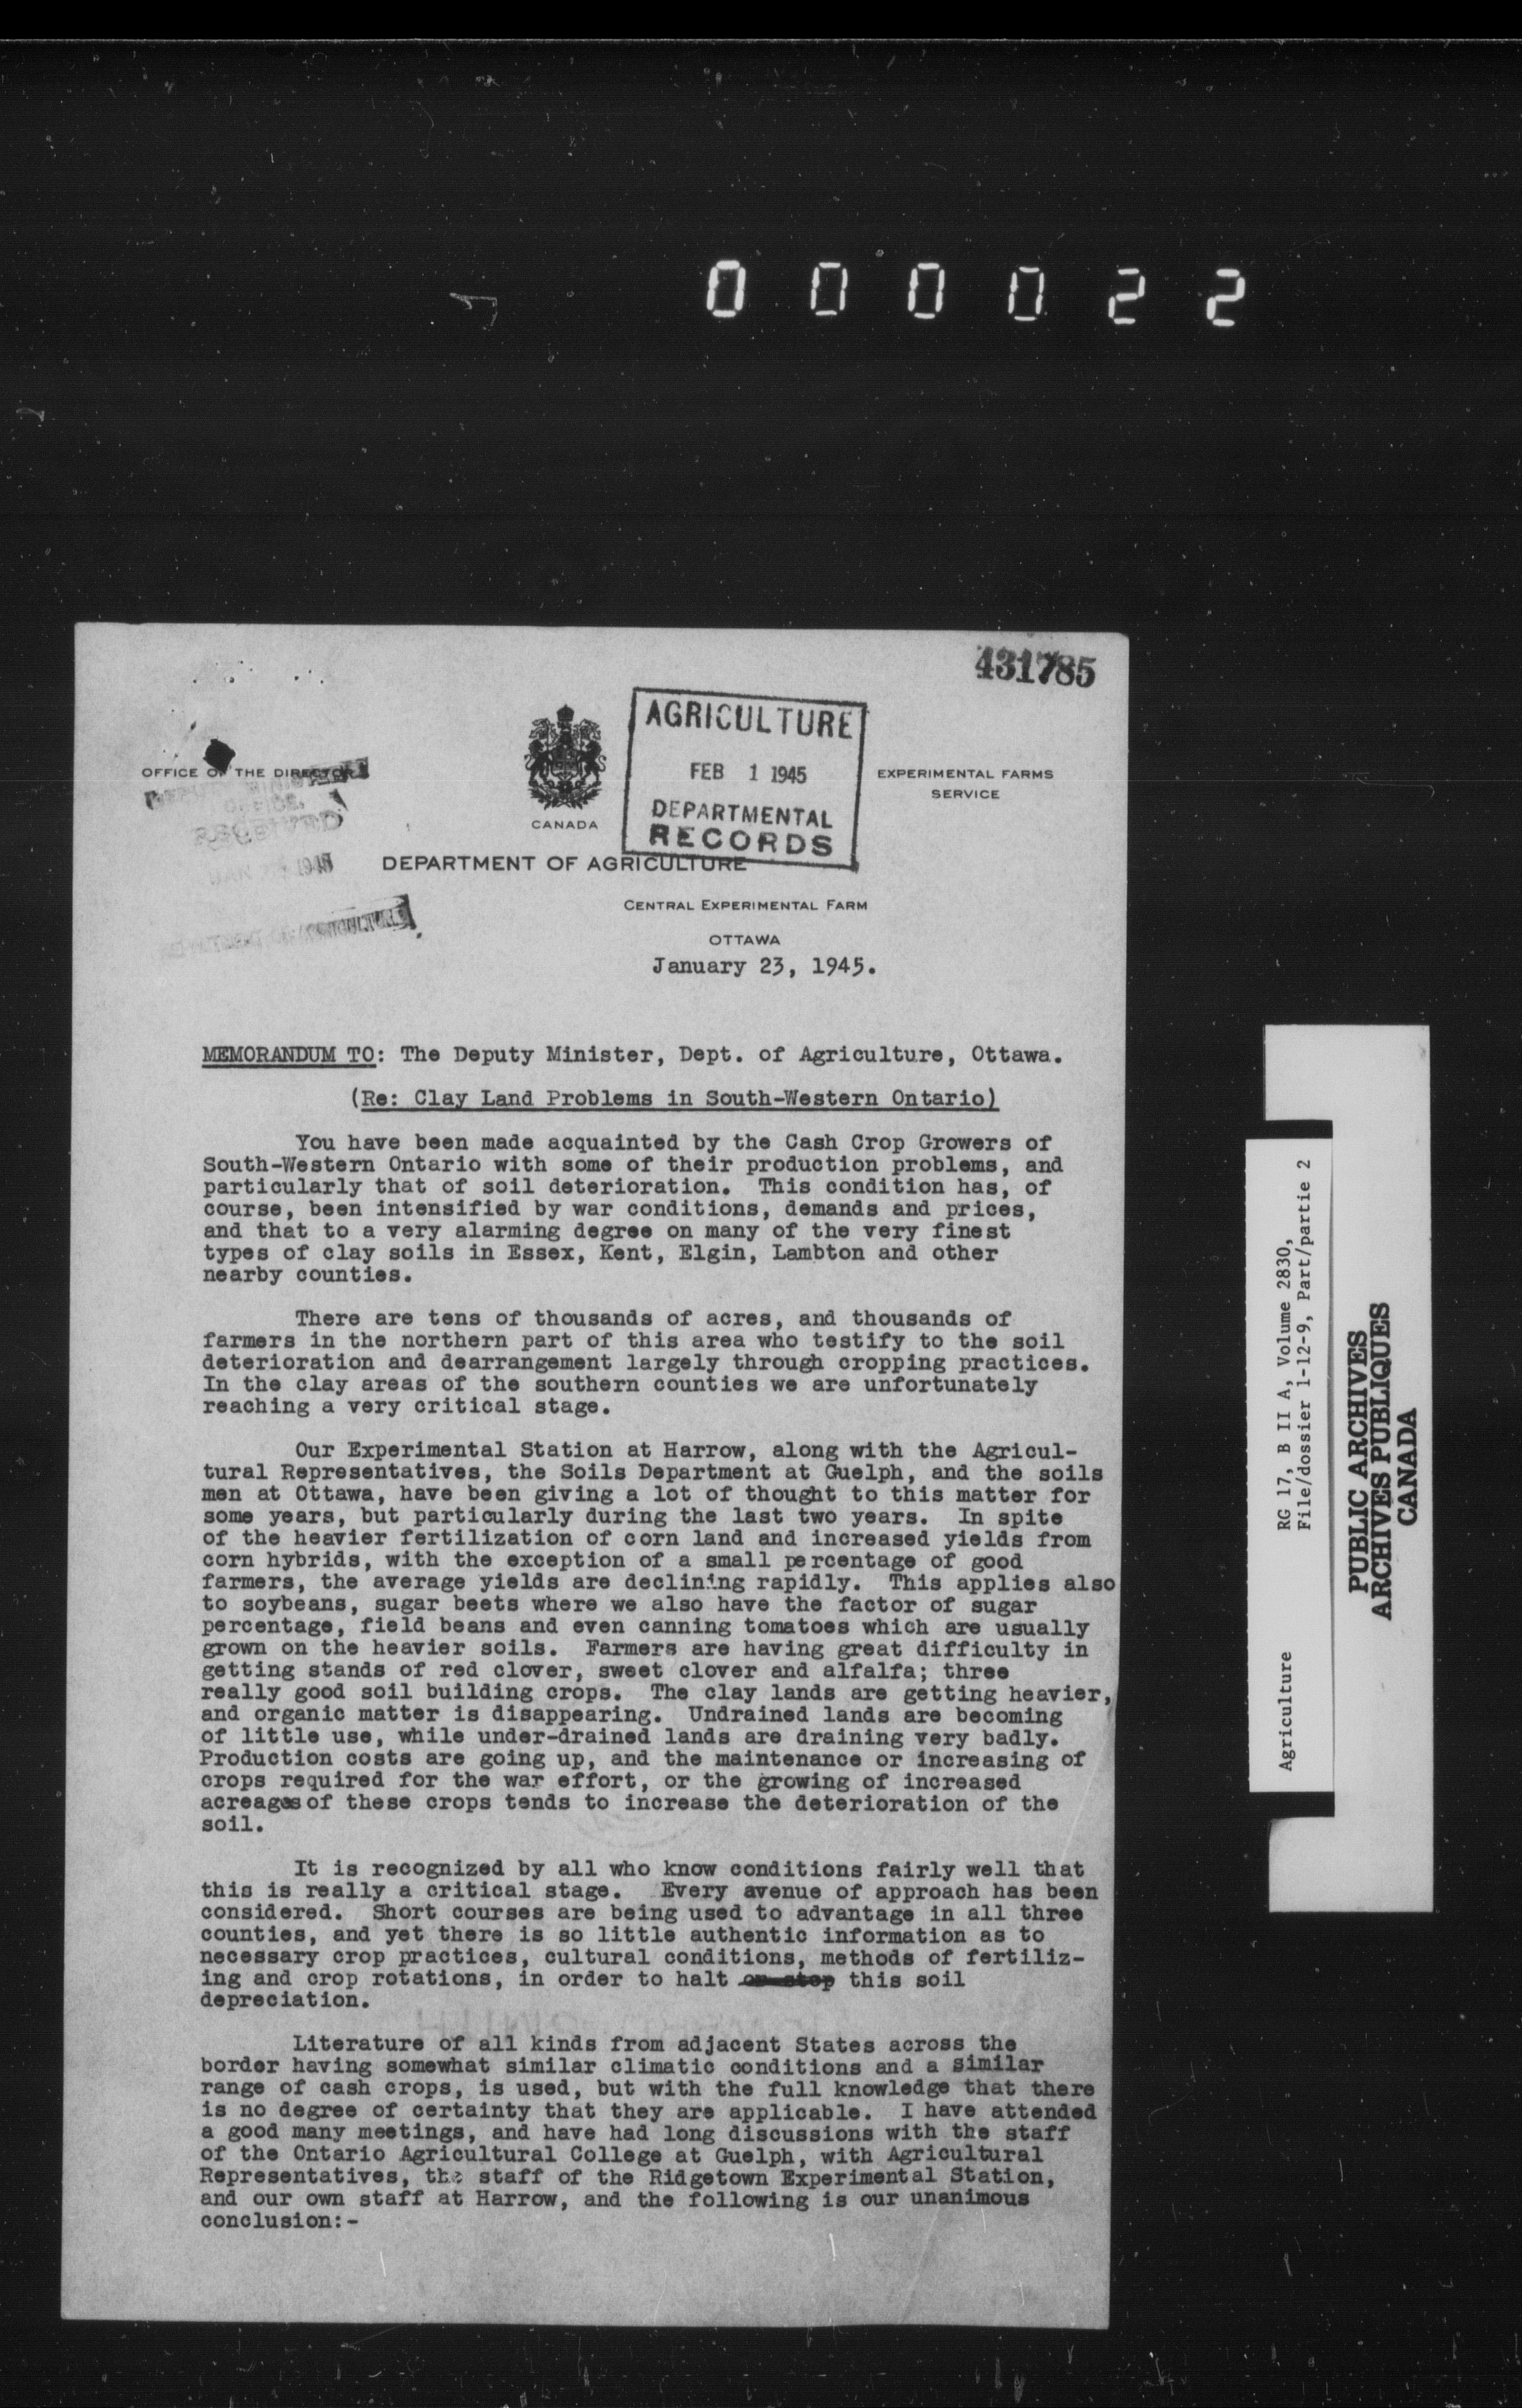 000022
431785
OFFICE OF THE DIRECTOR
OFFICE
RECEIVED
JAN 1945
AGRICULTURE
AGRICULTURE
FEB 1 1945
DEPARTMENTAL
RECORDS
CANADA
EXPERIMENTAL FARMS
SERVICE
DEPARTMENT OF AGRICULTURE
CENTRAL EXPERIMENTAL FARM
OTTAWA
January 23, 1945.
MEMORANDUM TO: The Deputy Minister, Dept. of Agriculture, Ottawa.
(Re: Clay Land Problems in South-Western Ontario)
You have been made acquainted by the Cash Crop Growers of
South-Western Ontario with some of their production problems, and
particularly that of soil deterioration. This condition has, of
course, been intensified by war conditions, demands and prices,
and that to a very alarming degree on many of the very finest
types of clay soils in Essex, Kent, Elgin, Lambton and other
nearby counties.
There are tens of thousands of acres, and thousands of
farmers in the northern part of this area who testify to the soil
deterioration and dearrangement largely through cropping practices.
In the clay areas of the southern counties we are unfortunately
reaching a very critical stage.
Our Experimental Station at Harrow, along with the Agricul-
tural Representatives, the Soils Department at Guelph, and the soils
men at Ottawa, have been giving a lot of thought to this matter for
some years, but particularly during the last two years. In spite
of the heavier fertilization of corn land and increased yields from
corn hybrids, with the exception of a small percentage of good
farmers, the average yields are declining rapidly. This applies also
to soybeans, sugar beets where we also have the factor of sugar
percentage, field beans and even canning tomatoes which are usually
grown on the heavier soils. Farmers are having great difficulty in
getting stands of red clover, sweet clover and alfalfa; three
really good soil building crops. The clay lands are getting heavier,
and organic matter is disappearing. Undrained lands are becoming
of little use, while under-drained lands are draining very badly.
Production costs are going up, and the maintenance or increasing of
crops required for the war effort, or the growing of increased
acreages of these crops tends to increase the deterioration of the
soil.
It is recognized by all who know conditions fairly well that
this is really a critical stage. Every avenue of approach has been
considered. Short courses are being used to advantage in all three
counties, and yet there is so little authentic information as to
necessary crop practices, cultural conditions, methods of fertiliz-
ing and crop rotations, in order to halt or stop this soil
depreciation.
Literature of all kinds from adjacent States across the
border having somewhat similar climatic conditions and a similar
range of cash crops, is used, but with the full knowledge that there
is no degree of certainty that they are applicable. I have attended
a good many meetings, and have had long discussions with the staff
of the Ontario Agricultural College at Guelph, with Agricultural
Representatives, the staff of the Ridgetown Experimental Station,
and our own staff at Harrow, and the following is our unanimous
conclusion:-
Agriculture RG 17, B II A, Volume 2830,
File/dossier 1-12-9, Part/partie 2
PUBLIC ARCHIVES
ARCHIVES PUBLIQUES
CANADA